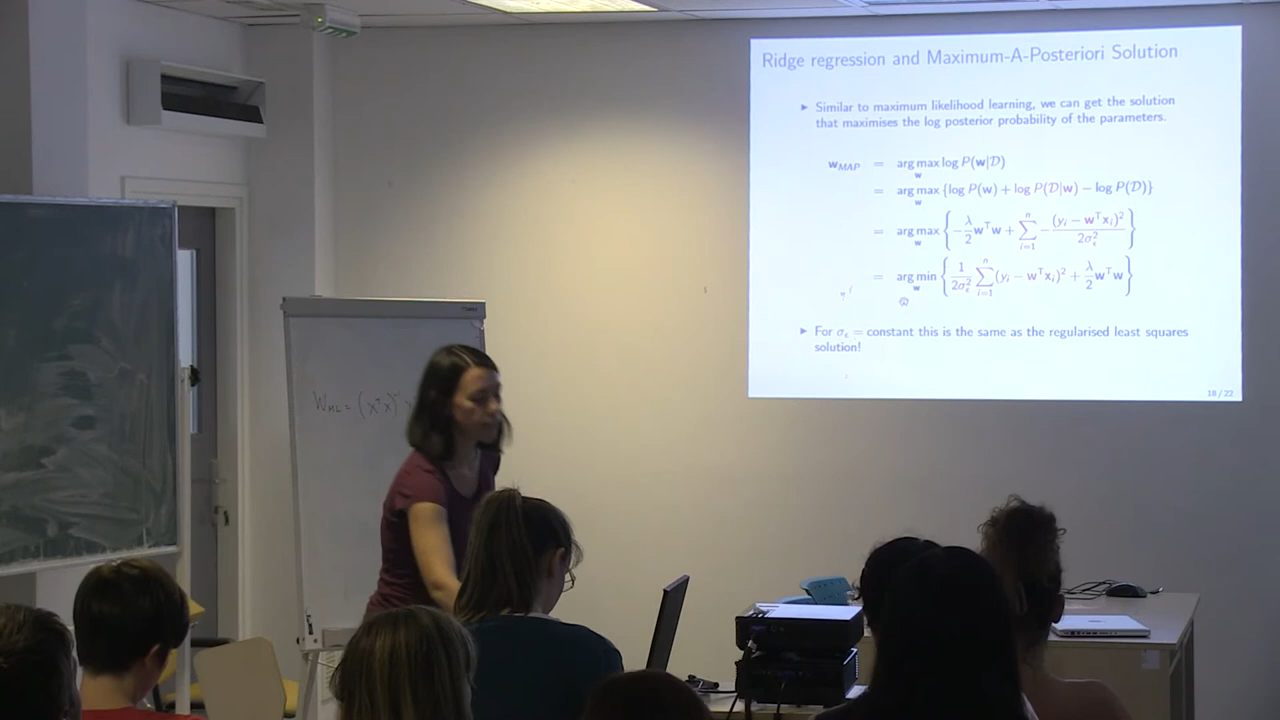 Ridge regression and Maximum-A-Posteriori Solution
▶ Similar to maximum likelihood learning, we can get the solution
that maximises the log posterior probability of the parameters.
w_MAP = arg max_w log P(w|D)
= arg max_w {log P(w) + log P(D|w) − log P(D)}
= arg max_w { −λ/2 wᵀw + ∑_{i=1}^{n} −(y_i − wᵀx_i)²/2σ_ϵ² }
= arg min_w { 1/2σ_ϵ² ∑_{i=1}^{n} (y_i − wᵀx_i)² + λ/2 wᵀw }
▶ For σ_ϵ = constant this is the same as the regularised least squares
solution!
18 / 22
W_ML = (XᵀX)⁻